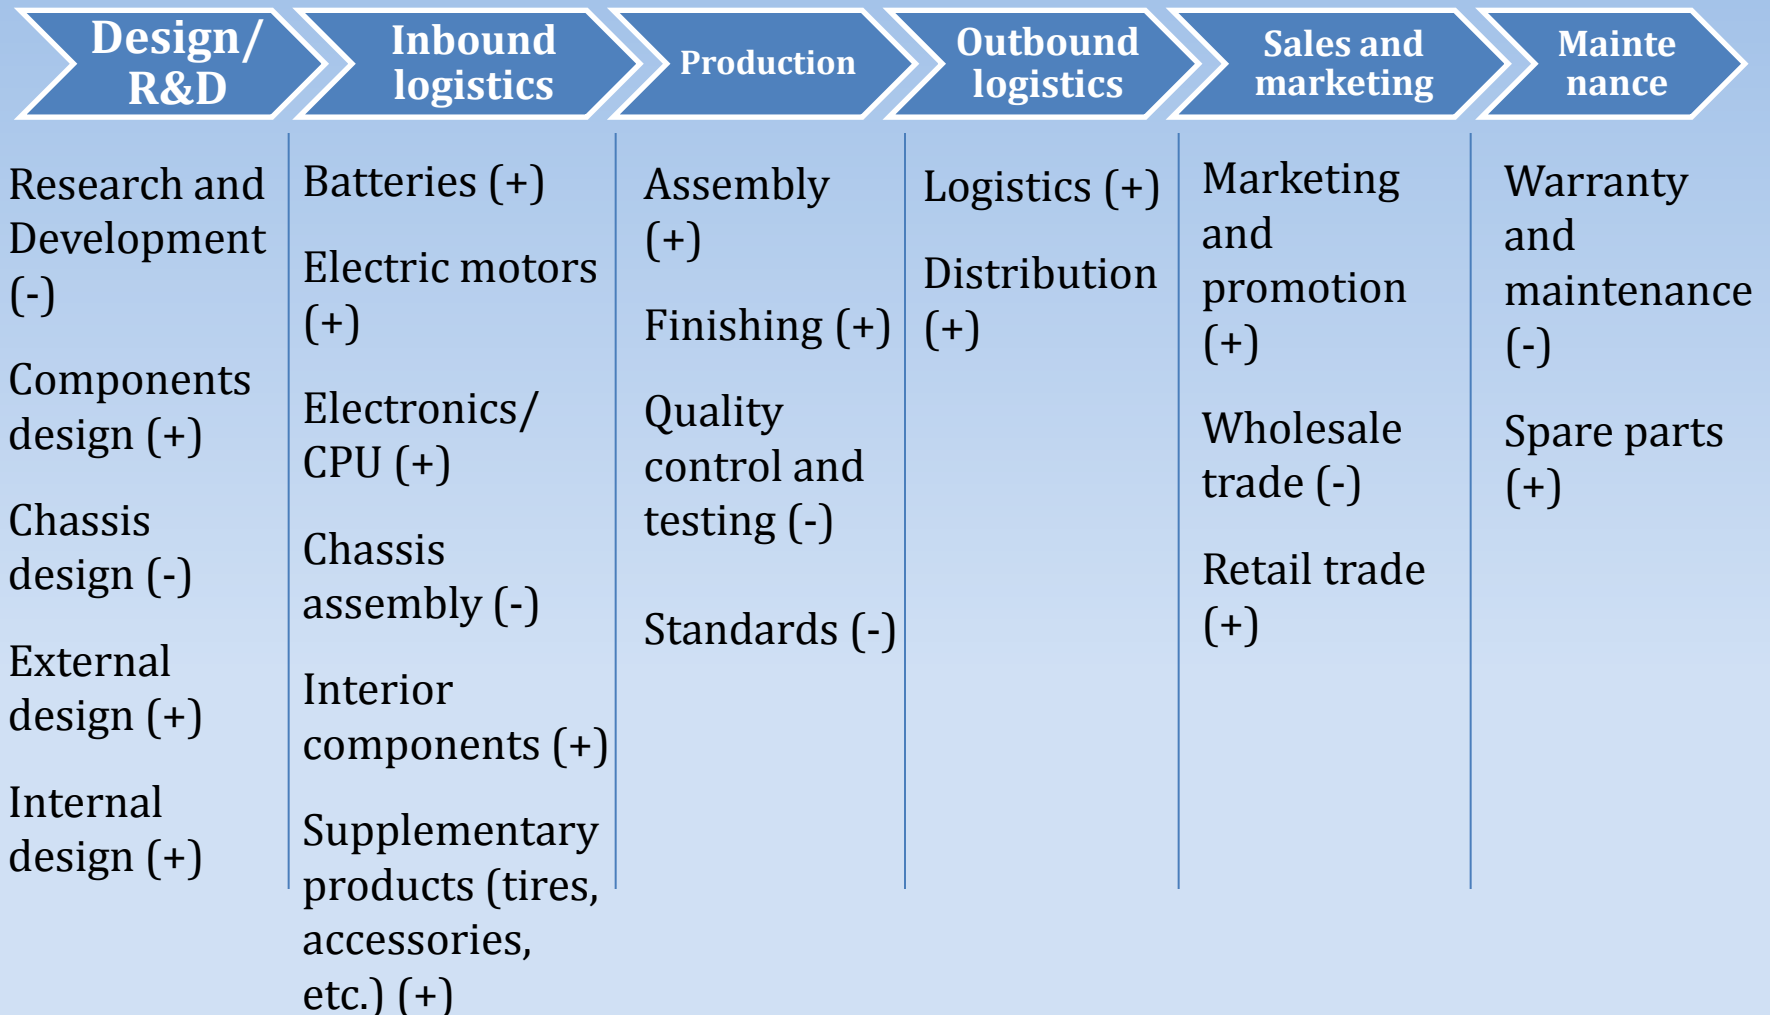 Design/
R&D
Inbound
logistics
Production
Outbound
logistics
Sales and
marketing
Mainte
nance
Research and
Development
(-)
Components
design (+)
Chassis
design (-)
External
design (+)
Internal
design (+)
Batteries (+)
Electric motors
(+)
Electronics/
CPU (+)
Chassis
assembly (-)
Interior
components (+)
Supplementary
products (tires,
accessories,
etc.) (+)
Assembly
(+)
Finishing (+)
Quality
control and
testing (-)
Standards (-)
Logistics (+)
Distribution
(+)
Marketing
and
promotion
(+)
Wholesale
trade (-)
Retail trade
(+)
Warranty
and
maintenance
(-)
Spare parts
(+)